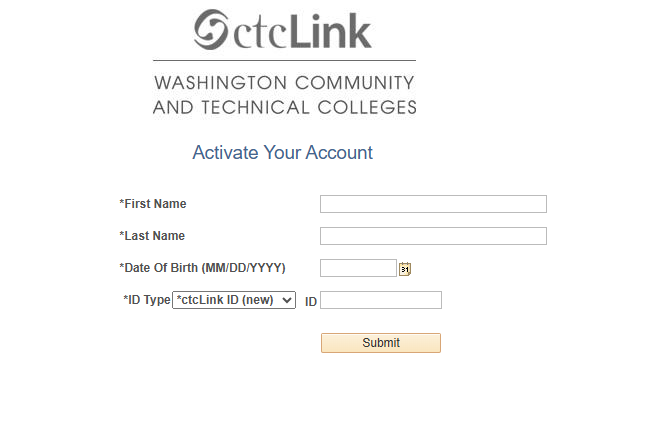 ctcLink
WASHINGTON COMMUNITY
AND TECHNICAL COLLEGES
Activate Your Account
*First Name
*Last Name
*Date Of Birth (MM/DD/YYYY) 31
*ID Type *ctcLink ID (new) ID
Submit